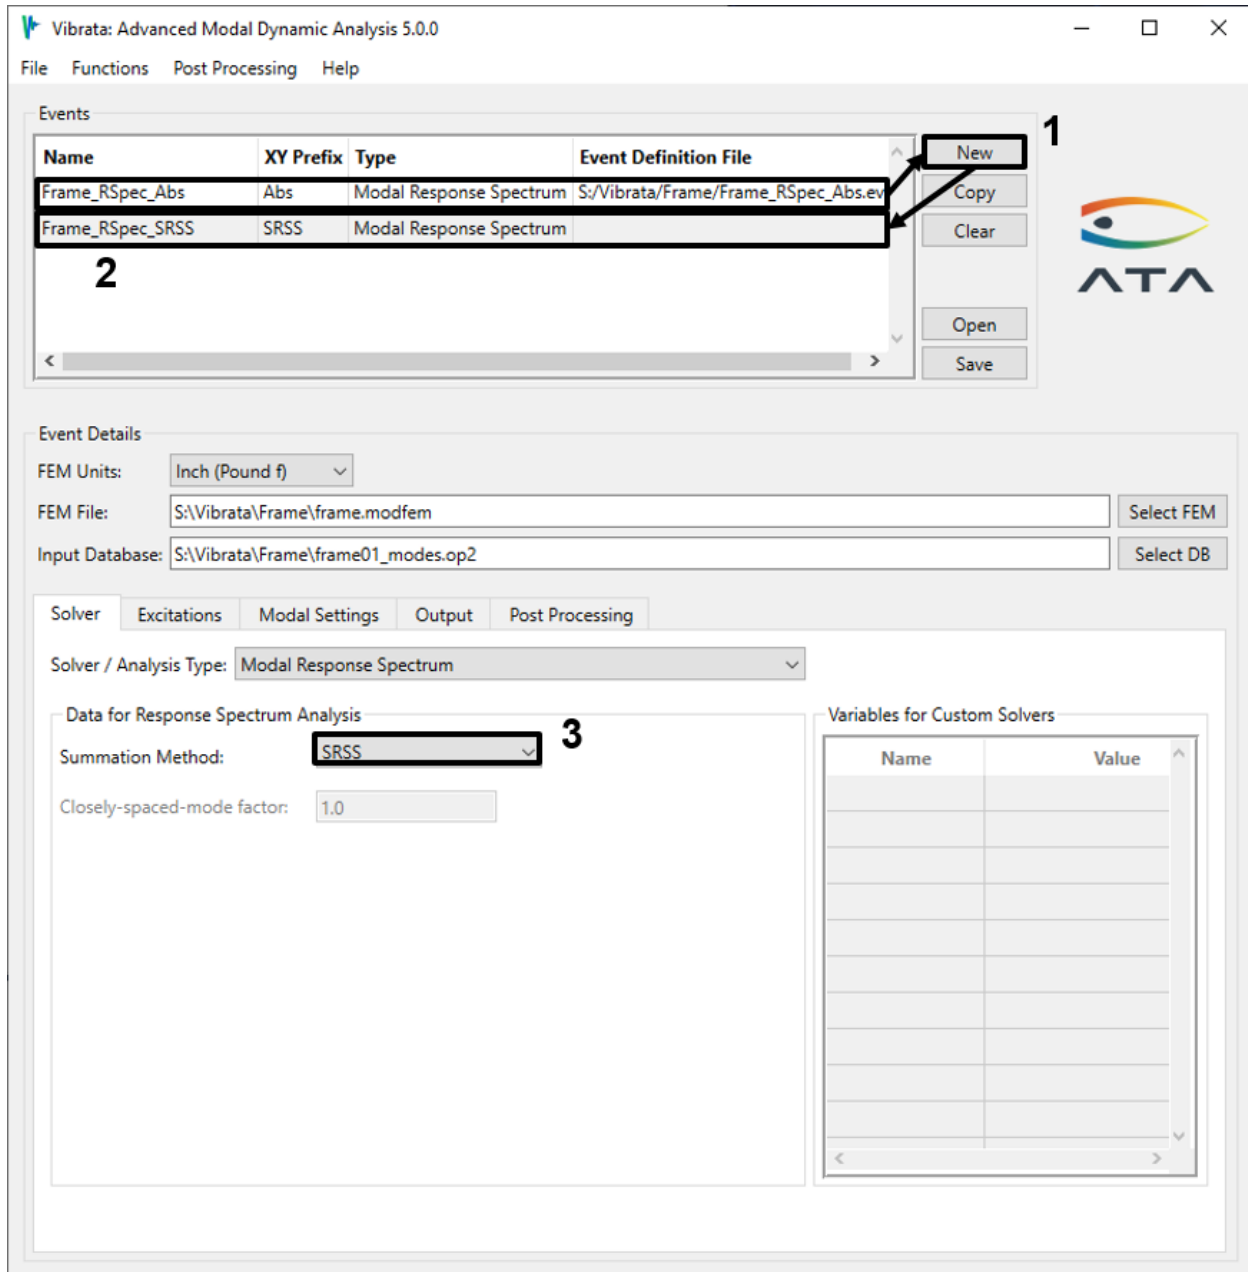 Vibrata: Advanced Modal Dynamic Analysis 5.0.0
File Functions Post Processing Help
Events
1
Name XY Prefix Type Event Definition File
New
Frame_RSpec_Abs Abs Modal Response Spectrum S:/Vibrata/Frame/Frame_RSpec_Abs.ev
Copy
Frame_RSpec_SRSS SRSS Modal Response Spectrum
Clear
2
ATA
Open
Save
Event Details
FEM Units: Inch (Pound f)
FEM File: S:\Vibrata\Frame\frame.modfem Select FEM
Input Database: S:\Vibrata\Frame\frame01_modes.op2 Select DB
Solver Excitations Modal Settings Output Post Processing
Solver / Analysis Type: Modal Response Spectrum
Data for Response Spectrum Analysis
Variables for Custom Solvers
Summation Method: SRSS 3
Name Value
Closely-spaced-mode factor: 1.0